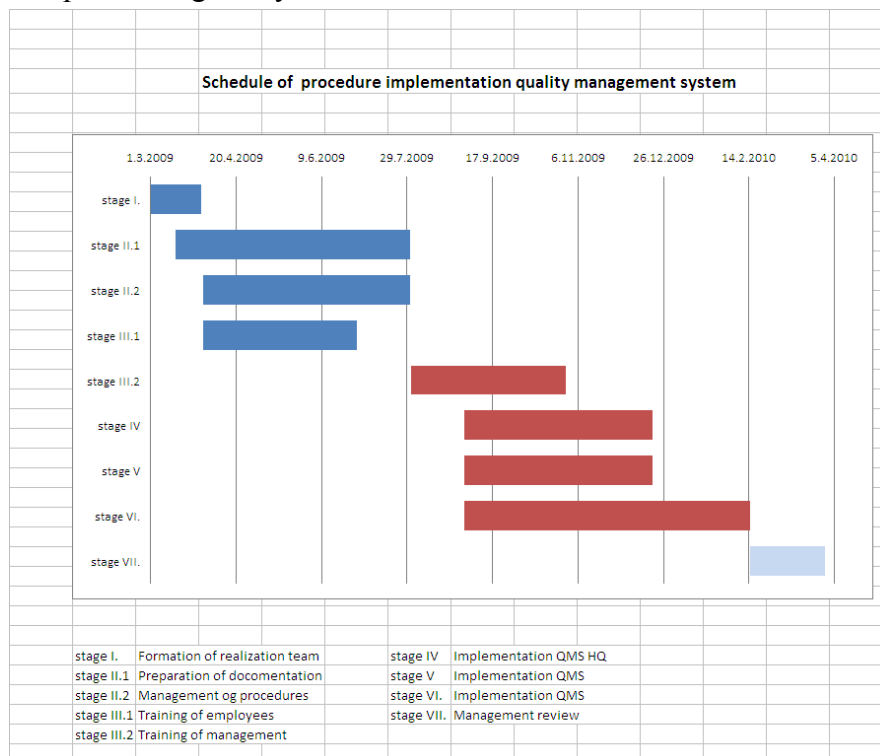 Schedule of  procedure implementation quality management system
1.3.2009 20.4.2009 9.6.2009 29.7.2009 17.9.2009 6.11.2009 26.12.2009 14.2.2010 5.4.2010
stage I.
stage II.1
stage II.2
stage III.1
stage III.2
stage IV
stage V
stage VI.
stage VII.
stage I. Formation of realization team stage IV Implementation QMS HQ
stage II.1 Preparation of docomentation stage V Implementation QMS
stage II.2 Management og procedures stage VI. Implementation QMS
stage III.1 Training of employees stage VII. Management review
stage III.2 Training of management